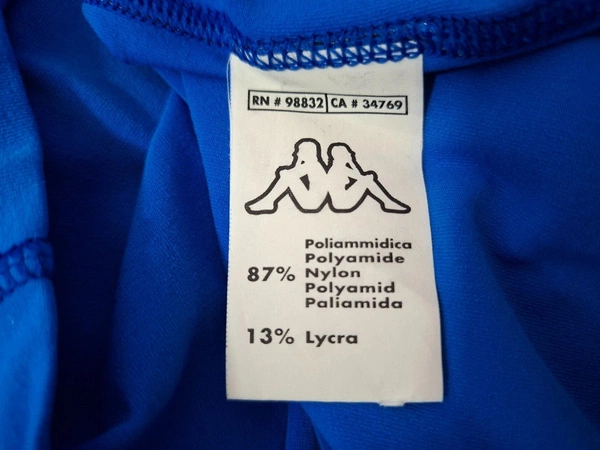 RN # 98832 CA # 34769
Poliammidica
Polyamide
87% Nylon
Polyamid
Paliamida
13% Lycra